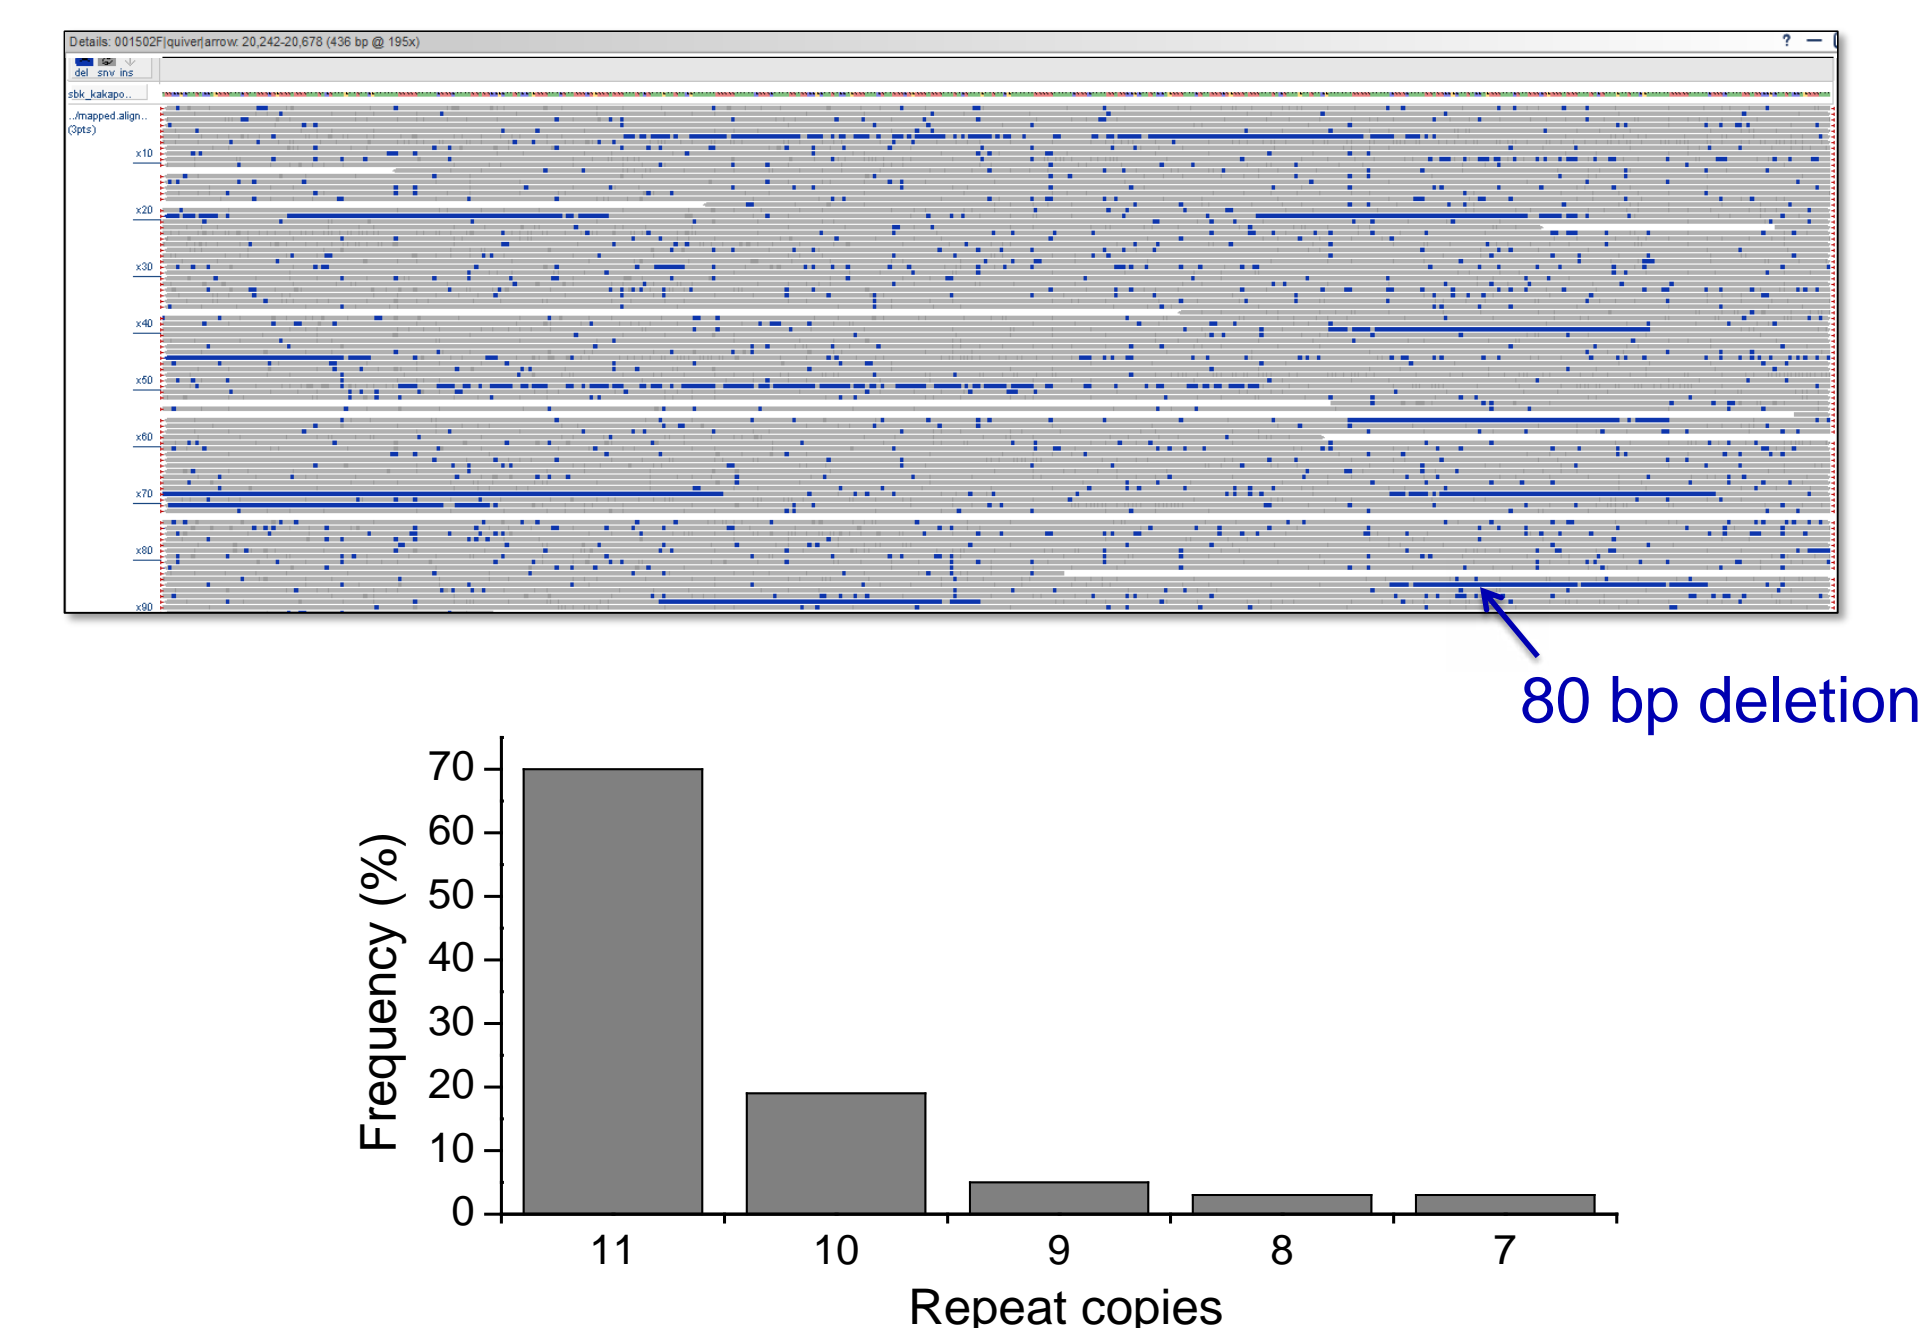 Details: 001502F|quiver|arrow: 20,242-20,678 (436 bp @ 195x)
? —
del snv ins
sbk_kakapo..
../mapped.align..
(3pts)
x10
x20
x30
x40
x50
x60
x70
x80
x90
80 bp deletion
70
60
50
40
30
20
10
0
Frequency (%)
11 10 9 8 7
Repeat copies